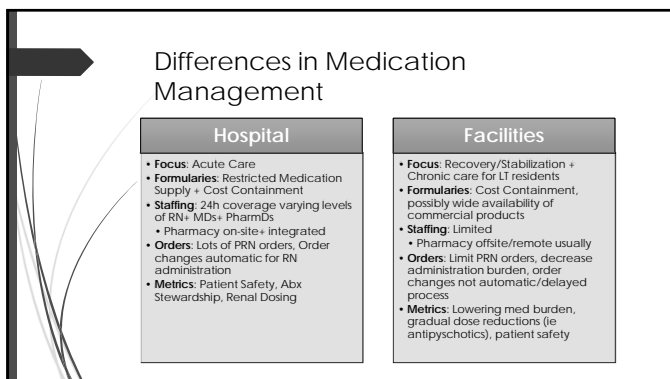 Differences in Medication
Management
Hospital
• Focus: Acute Care
• Formularies: Restricted Medication
Supply + Cost Containment
• Staffing: 24h coverage varying levels
of RN+ MDs+ PharmDs
• Pharmacy on-site+ integrated
• Orders: Lots of PRN orders, Order
changes automatic for RN
administration
• Metrics: Patient Safety, Abx
Stewardship, Renal Dosing
Facilities
• Focus: Recovery/Stabilization +
Chronic care for LT residents
• Formularies: Cost Containment,
possibly wide availability of
commercial products
• Staffing: Limited
• Pharmacy offsite/remote usually
• Orders: Limit PRN orders, decrease
administration burden, order
changes not automatic/delayed
process
• Metrics: Lowering med burden,
gradual dose reductions (ie
antipyschotics), patient safety